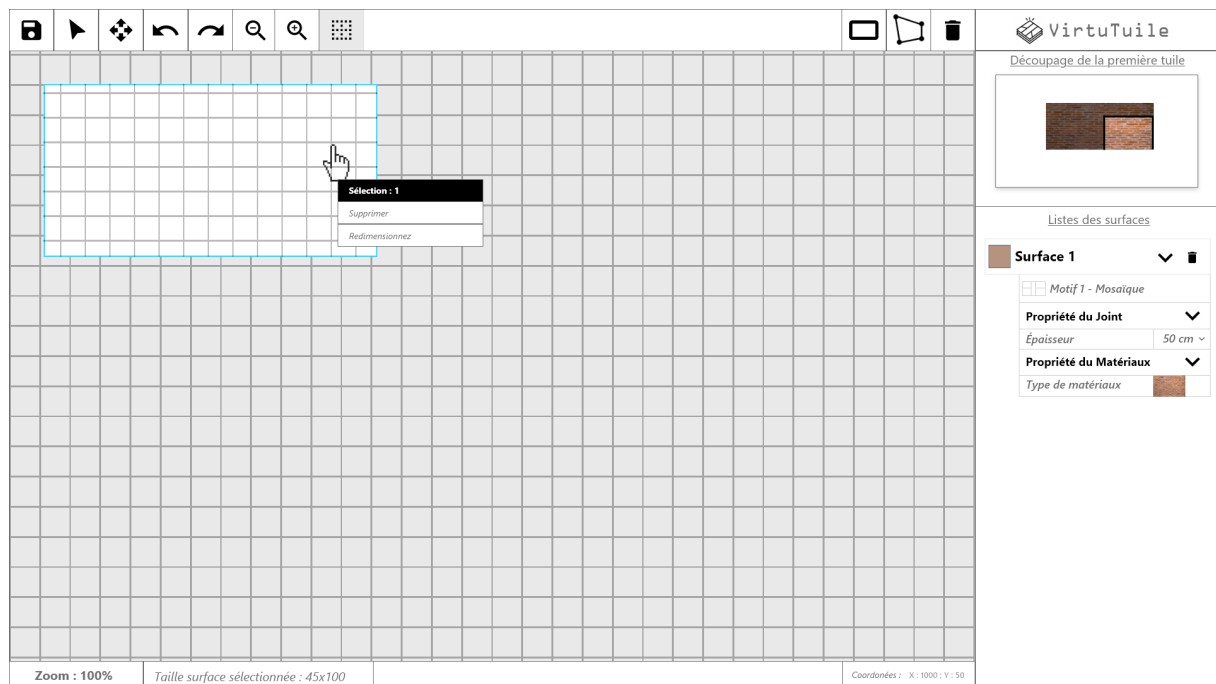 VirtuTuile
Découpage de la première tuile
Sélection : 1
Supprimer
Redimensionnez
Listes des surfaces
Surface 1
Motif 1 - Mosaïque
Propriété du Joint
Épaisseur 50 cm
Propriété du Matériaux
Type de matériaux
Zoom : 100%
Taille surface sélectionnée : 45x100
Coordonées : X : 1000 ; Y : 50